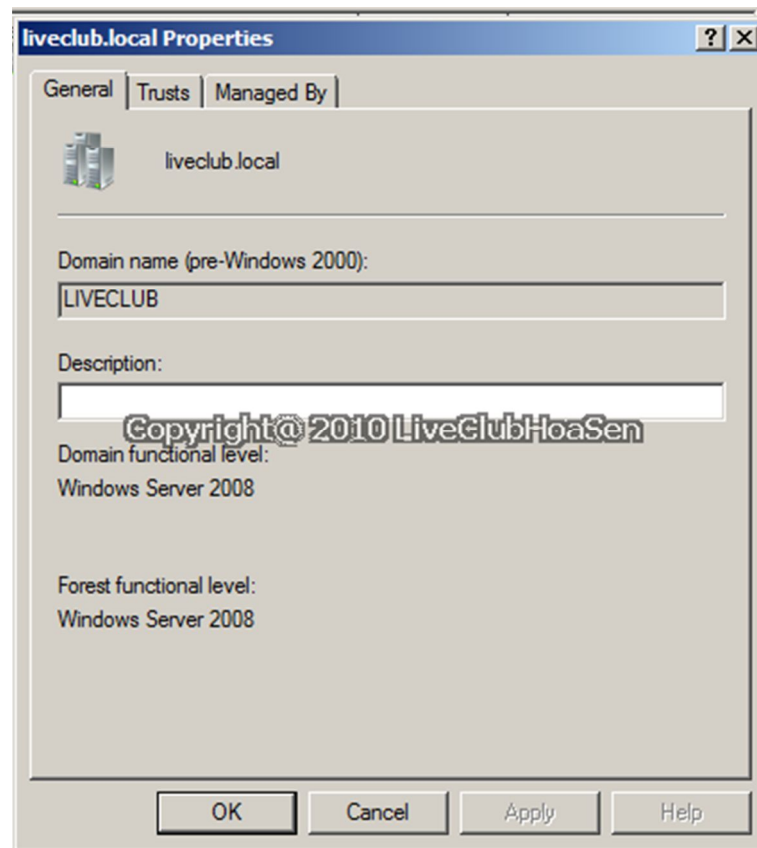 liveclub.local Properties
General Trusts Managed By
liveclub.local
Domain name (pre-Windows 2000):
LIVECLUB
Description:
Copyright@ 2010 LiveClubHoaSen
Domain functional level:
Windows Server 2008
Forest functional level:
Windows Server 2008
OK Cancel Apply Help